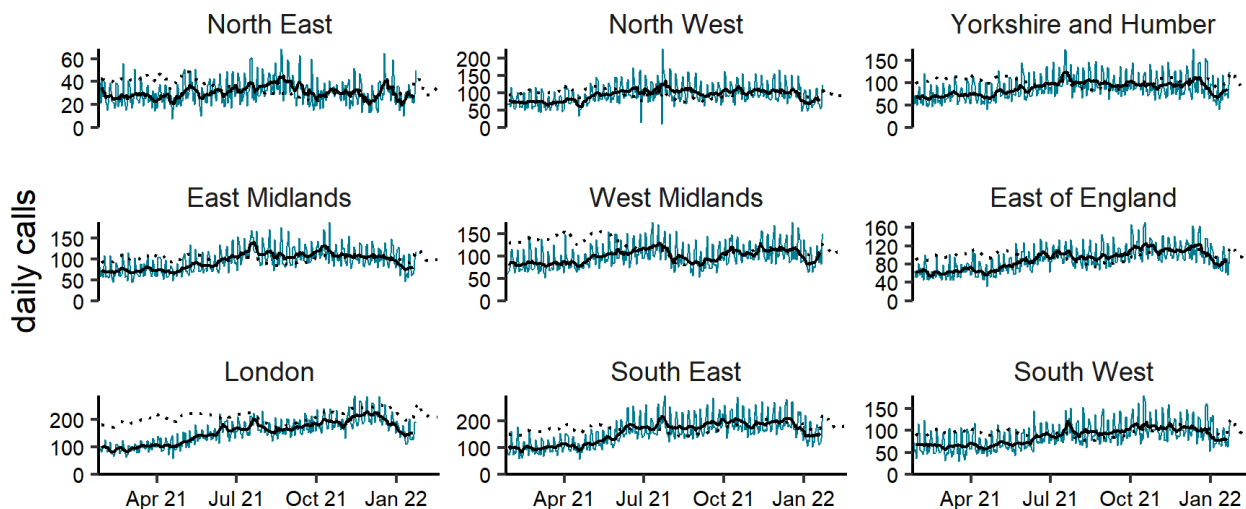 daily calls
North East
60
40
20
0
North West
200
150
100
50
0
Yorkshire and Humber
150
100
50
0
East Midlands
150
100
50
0
West Midlands
150
100
50
0
East of England
160
120
80
40
0
London
200
100
0
Apr 21 Jul 21 Oct 21 Jan 22
South East
200
100
0
Apr 21 Jul 21 Oct 21 Jan 22
South West
150
100
50
0
Apr 21 Jul 21 Oct 21 Jan 22